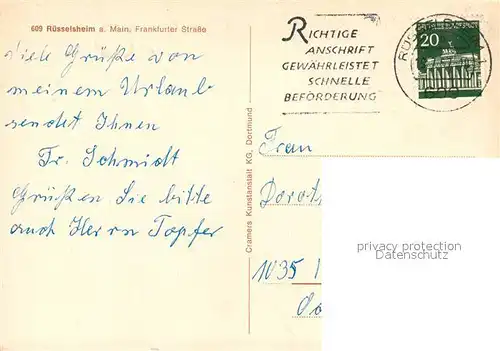 609 Rüsselsheim a. Main, Frankfurter Straße
Viele Grüße von
meinem Urlaub
sendet Ihnen
Fr. Schmidt
Grüßen Sie bitte
auch Herrn Topfer
Cramers Kunstanstalt KG, Dortmund
RICHTIGE
ANSCHRIFT
GEWÄHRLEISTET
SCHNELLE
BEFÖRDERUNG
20
Frau
Dorot
1035
privacy protection
Datenschutz